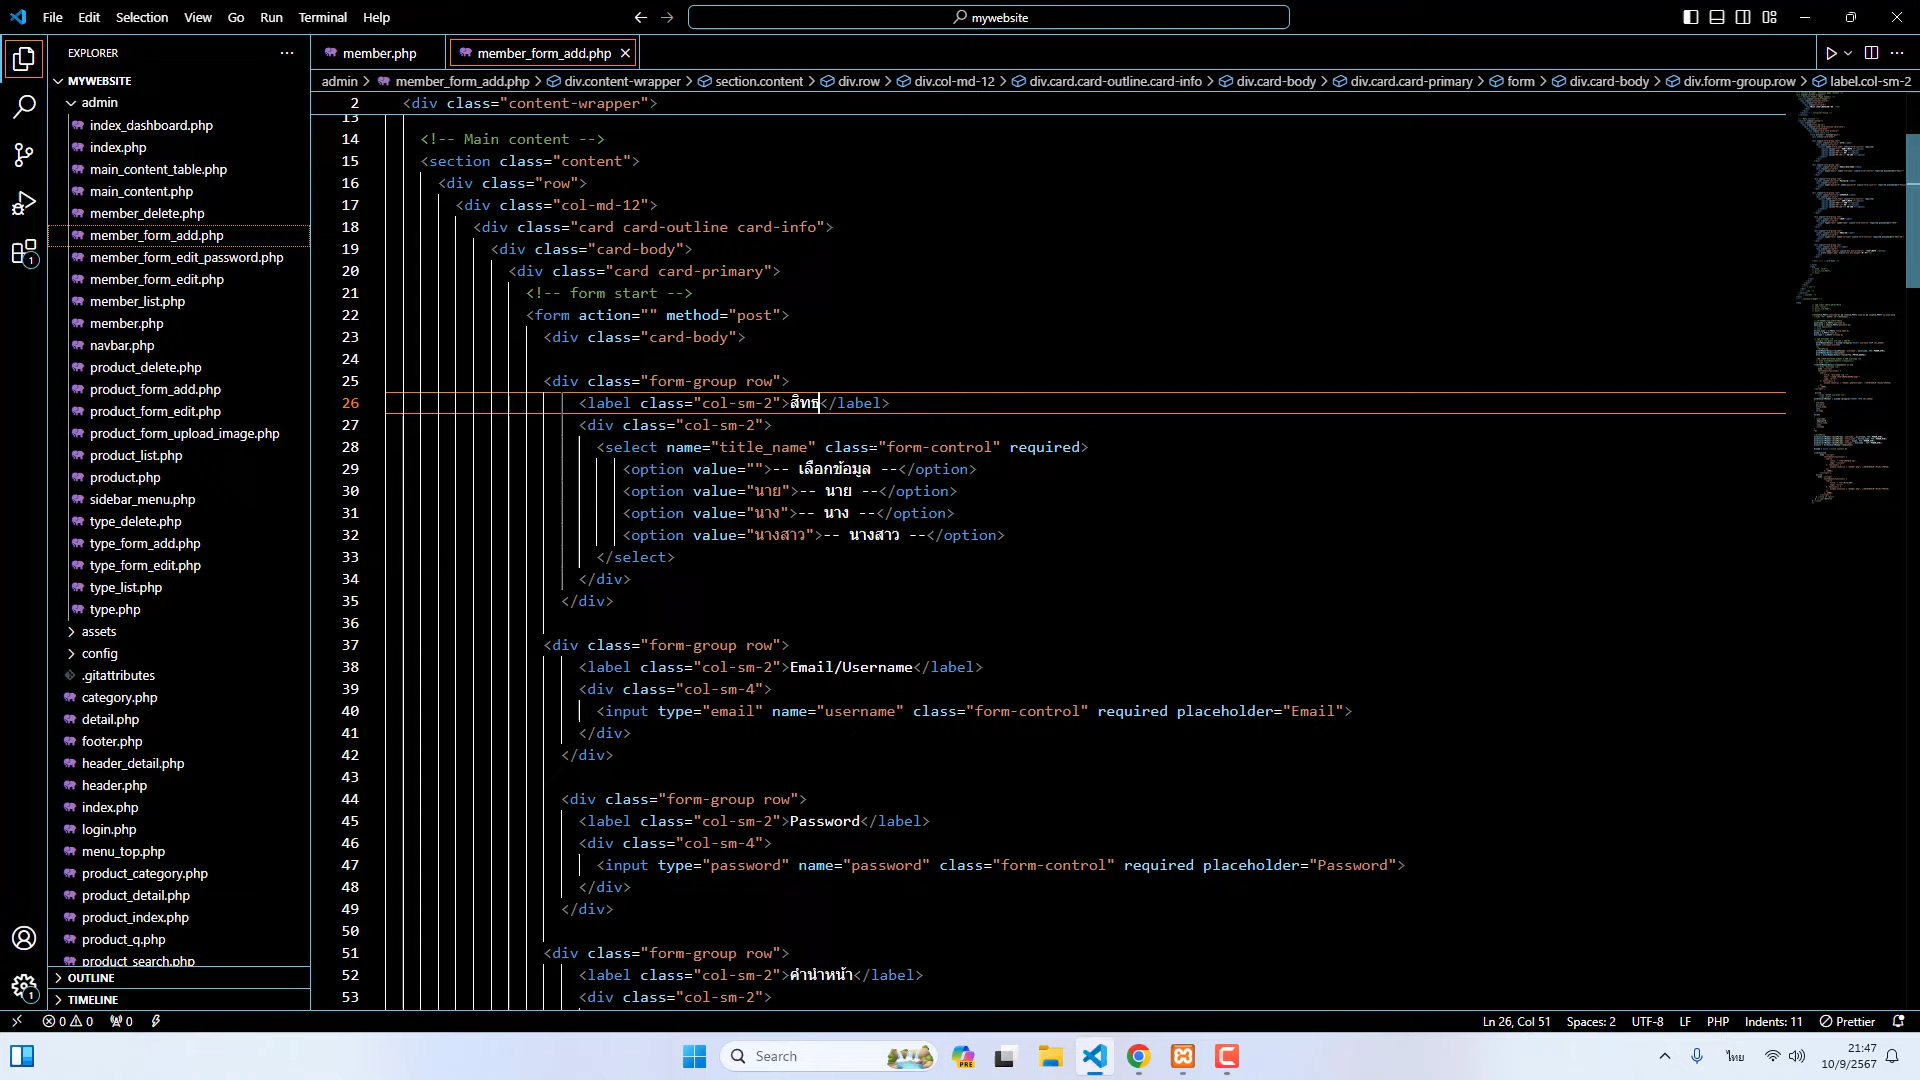 File Edit Selection View Go Run Terminal Help
mywebsite
EXPLORER
member.php
member_form_add.php
admin > member_form_add.php > div.content-wrapper > section.content > div.row > div.col-md-12 > div.card.card-outline.card-info > div.card-body > div.card.card-primary > form > div.card-body > div.form-group.row > label.col-sm-2
MYWEBSITE
admin
index_dashboard.php
index.php
main_content_table.php
main_content.php
member_delete.php
member_form_add.php
member_form_edit_password.php
member_form_edit.php
member_list.php
member.php
navbar.php
product_delete.php
product_form_add.php
product_form_edit.php
product_form_upload_image.php
product_list.php
product.php
sidebar_menu.php
type_delete.php
type_form_add.php
type_form_edit.php
type_list.php
type.php
assets
config
.gitattributes
category.php
detail.php
footer.php
header_detail.php
header.php
index.php
login.php
menu_top.php
product_category.php
product_detail.php
product_index.php
product_q.php
product_search.php
OUTLINE
TIMELINE
2 <div class="content-wrapper">
13
14 <!-- Main content -->
15 <section class="content">
16 <div class="row">
17 <div class="col-md-12">
18 <div class="card card-outline card-info">
19 <div class="card-body">
20 <div class="card card-primary">
21 <!-- form start -->
22 <form action="" method="post">
23 <div class="card-body">
24
25 <div class="form-group row">
26 <label class="col-sm-2">สิทธ</label>
27 <div class="col-sm-2">
28 <select name="title_name" class="form-control" required>
29 <option value="">-- เลือกข้อมูล --</option>
30 <option value="นาย">-- นาย --</option>
31 <option value="นาง">-- นาง --</option>
32 <option value="นางสาว">-- นางสาว --</option>
33 </select>
34 </div>
35 </div>
36
37 <div class="form-group row">
38 <label class="col-sm-2">Email/Username</label>
39 <div class="col-sm-4">
40 <input type="email" name="username" class="form-control" required placeholder="Email">
41 </div>
42 </div>
43
44 <div class="form-group row">
45 <label class="col-sm-2">Password</label>
46 <div class="col-sm-4">
47 <input type="password" name="password" class="form-control" required placeholder="Password">
48 </div>
49 </div>
50
51 <div class="form-group row">
52 <label class="col-sm-2">คำนำหน้า</label>
53 <div class="col-sm-2">
0 0 0 Ln 26, Col 51 Spaces: 2 UTF-8 LF PHP Indents: 11 Prettier
Search
PRE
ไทย
21:47
10/9/2567